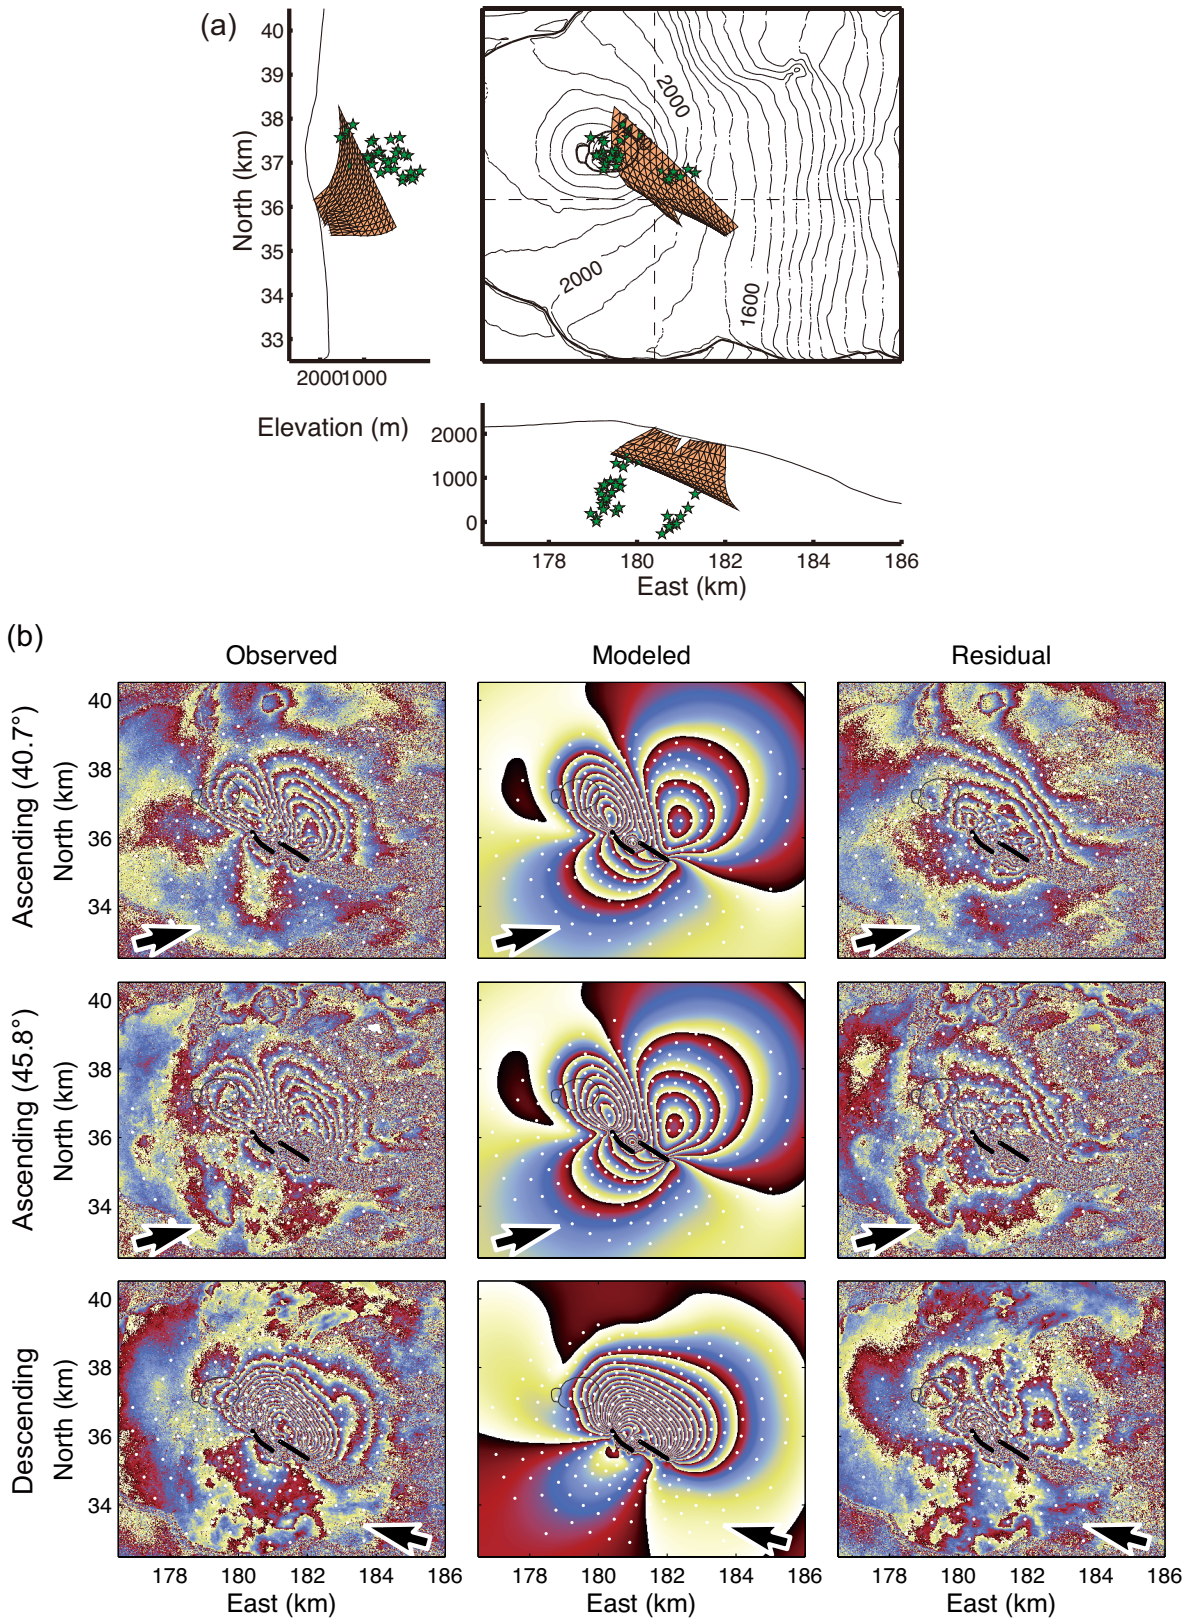 (a)
40
39
38
37
36
35
34
33
North (km)
20001000
2000
2000
1600
Elevation (m)
2000
1000
0
178 180 182 184 186
East (km)
(b)
Observed Modeled Residual
Ascending (40.7°)
North (km)
40
38
36
34
Ascending (45.8°)
North (km)
40
38
36
34
Descending
North (km)
40
38
36
34
178 180 182 184 186 178 180 182 184 186 178 180 182 184 186
East (km) East (km) East (km)